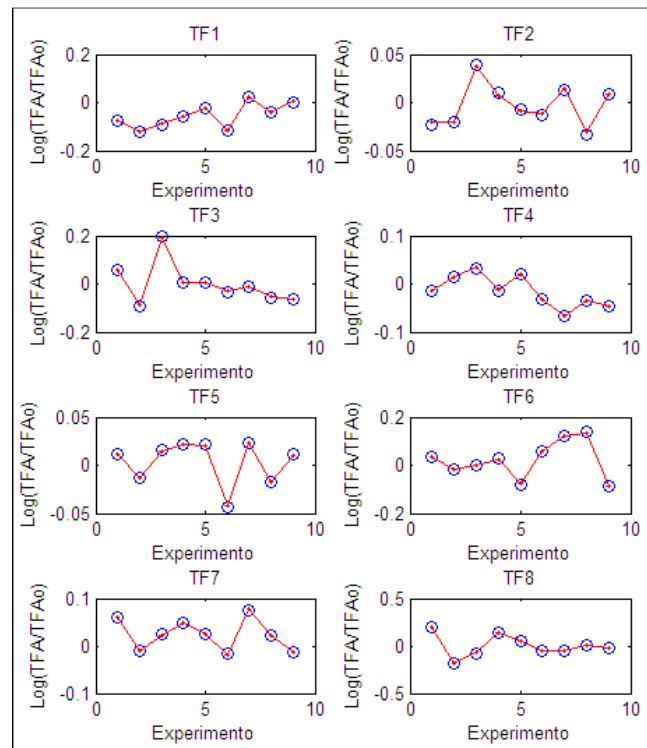 TF1
TF2
0.2
0
-0.2
Log(TFA/TFAo)
0
5
10
Experimento
0.05
0
-0.05
Log(TFA/TFAo)
0
5
10
Experimento
TF3
TF4
0.2
0
-0.2
Log(TFA/TFAo)
0
5
10
Experimento
0.1
0
-0.1
Log(TFA/TFAo)
0
5
10
Experimento
TF5
TF6
0.05
0
-0.05
Log(TFA/TFAo)
0
5
10
Experimento
0.2
0
-0.2
Log(TFA/TFAo)
0
5
10
Experimento
TF7
TF8
0.1
0
-0.1
Log(TFA/TFAo)
0
5
10
Experimento
0.5
0
-0.5
Log(TFA/TFAo)
0
5
10
Experimento